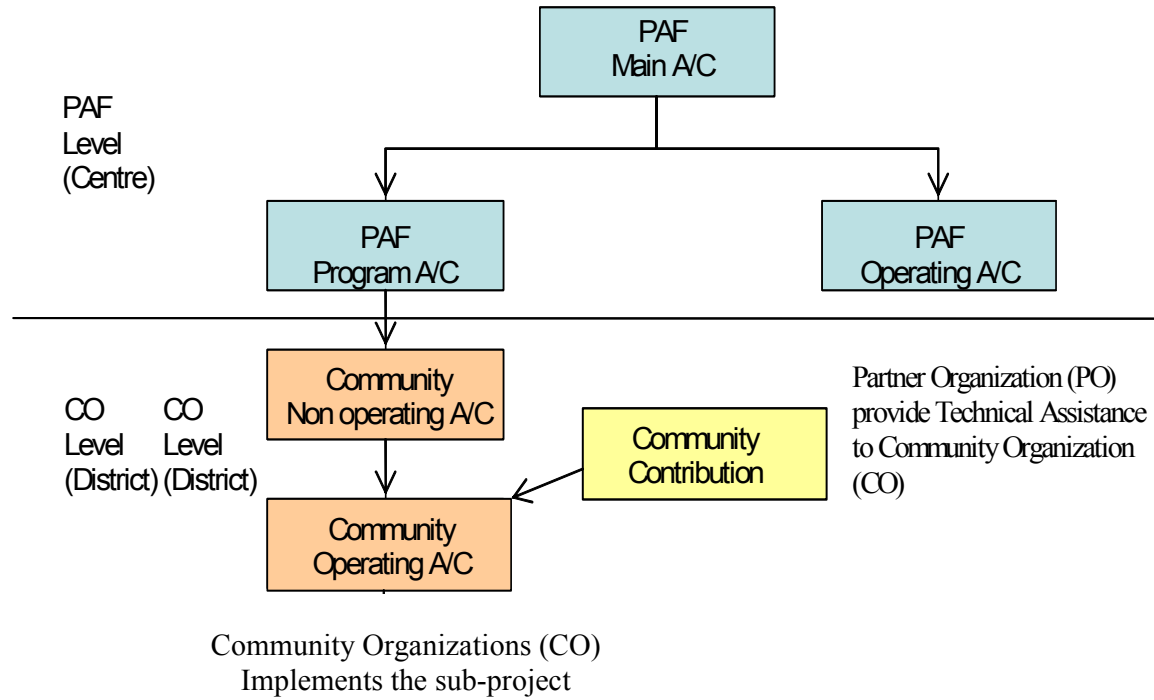 PAF
Main A/C
PAF
Level
(Centre)
PAF
Program A/C
PAF
Operating A/C
Community
Non operating A/C
CO
Level
(District)
CO
Level
(District)
Community
Contribution
Partner Organization (PO)
provide Technical Assistance
to Community Organization
(CO)
Community
Operating A/C
Community Organizations (CO)
Implements the sub-project